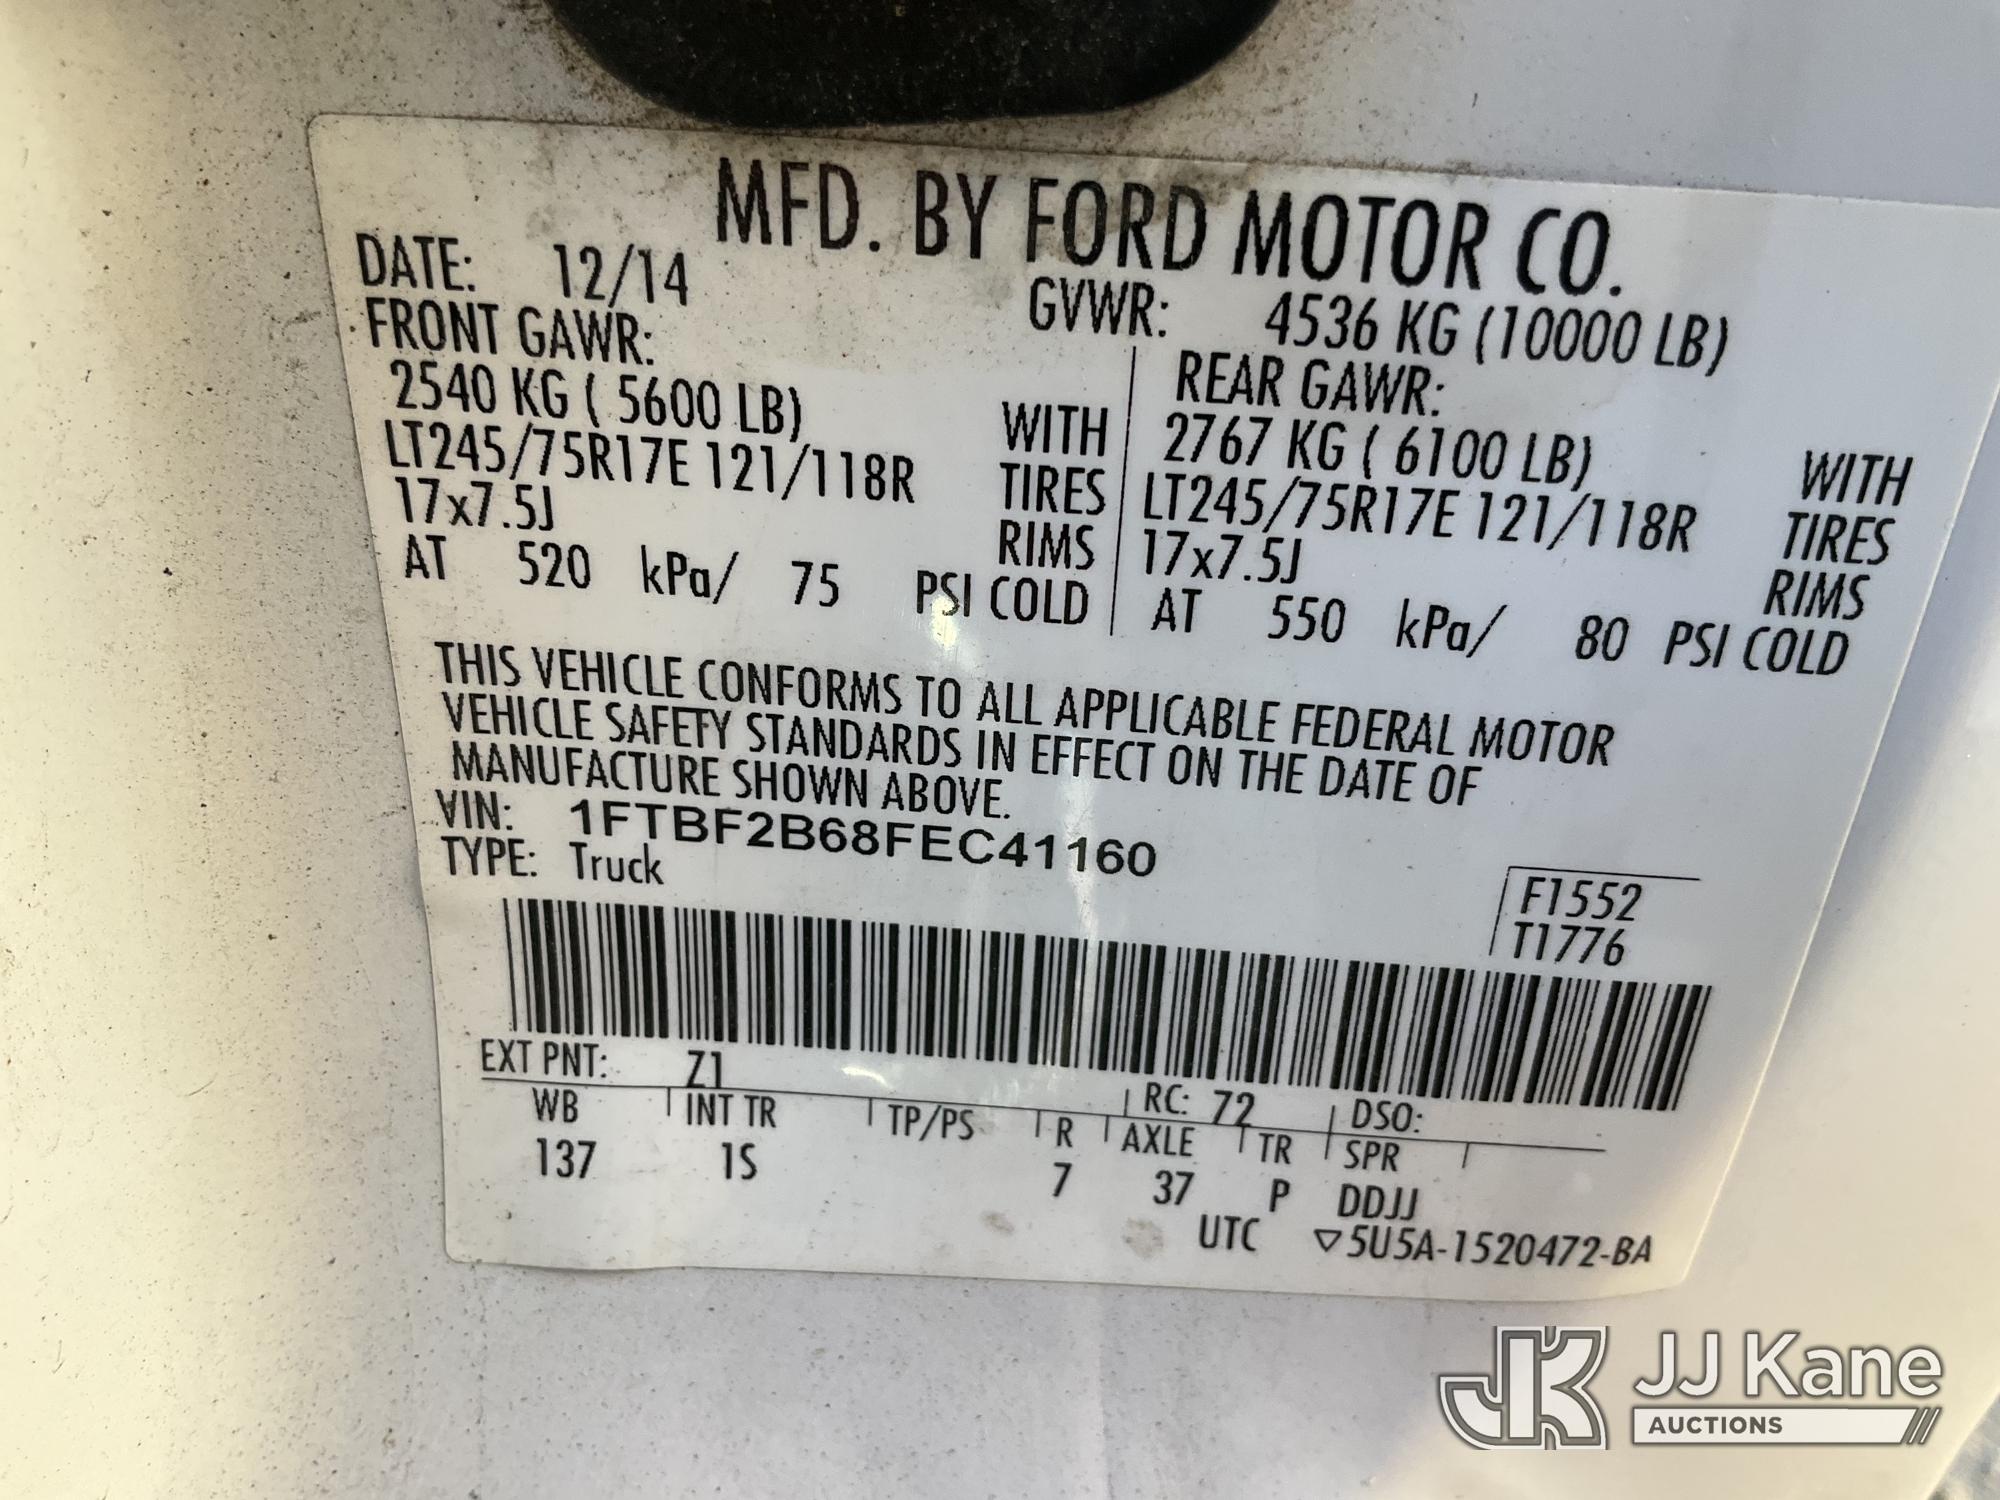 MFD. BY FORD MOTOR CO.
DATE: 12/14 GVWR: 4536 KG (10000 LB)
FRONT GAWR: REAR GAWR:
2540 KG ( 5600 LB) WITH 2767 KG ( 6100 LB) WITH
LT245/75R17E 121/118R TIRES LT245/75R17E 121/118R TIRES
17x7.5J RIMS 17x7.5J RIMS
AT 520 kPa/ 75 PSI COLD AT 550 kPa/ 80 PSI COLD
THIS VEHICLE CONFORMS TO ALL APPLICABLE FEDERAL MOTOR
VEHICLE SAFETY STANDARDS IN EFFECT ON THE DATE OF
MANUFACTURE SHOWN ABOVE.
VIN: 1FTBF2B68FEC41160
TYPE: Truck
F1552
T1776
EXT PNT: Z1 RC: 72 DSO:
WB INT TR TP/PS R AXLE TR SPR
137 1S 7 37 P DDJJ
UTC ▽5U5A-1520472-BA
JK JJ Kane
AUCTIONS